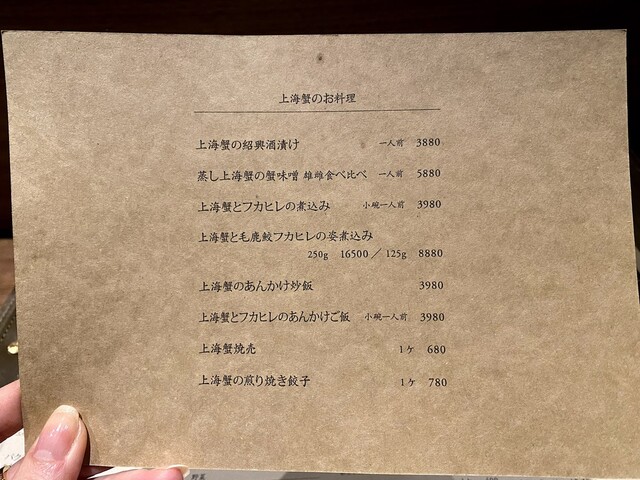 上海蟹のお料理
上海蟹の紹興酒漬け 一人前 3880
蒸し上海蟹の蟹味噌 雄雌食べ比べ 一人前 5880
上海蟹とフカヒレの煮込み 小碗一人前 3980
上海蟹と毛鹿鮫フカヒレの姿煮込み
250g 16500／125g 8880
上海蟹のあんかけ炒飯 3980
上海蟹とフカヒレのあんかけご飯 小碗一人前 3980
上海蟹焼売 1ケ 680
上海蟹の煎り焼き餃子 1ケ 780
野菜